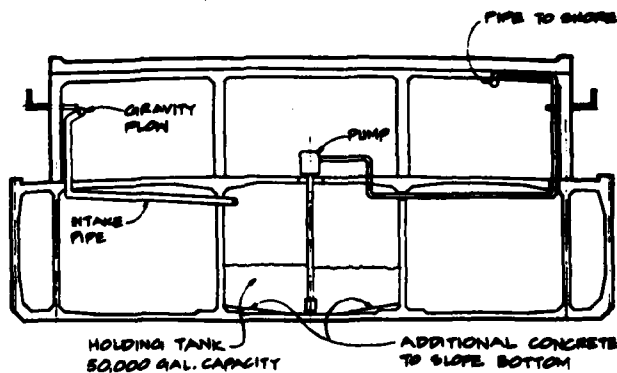 PIPE TO SHORE
GRAVITY
FLOW
PUMP
INTAKE
PIPE
HOLDING TANK
50,000 GAL. CAPACITY
ADDITIONAL CONCRETE
TO SLOPE BOTTOM